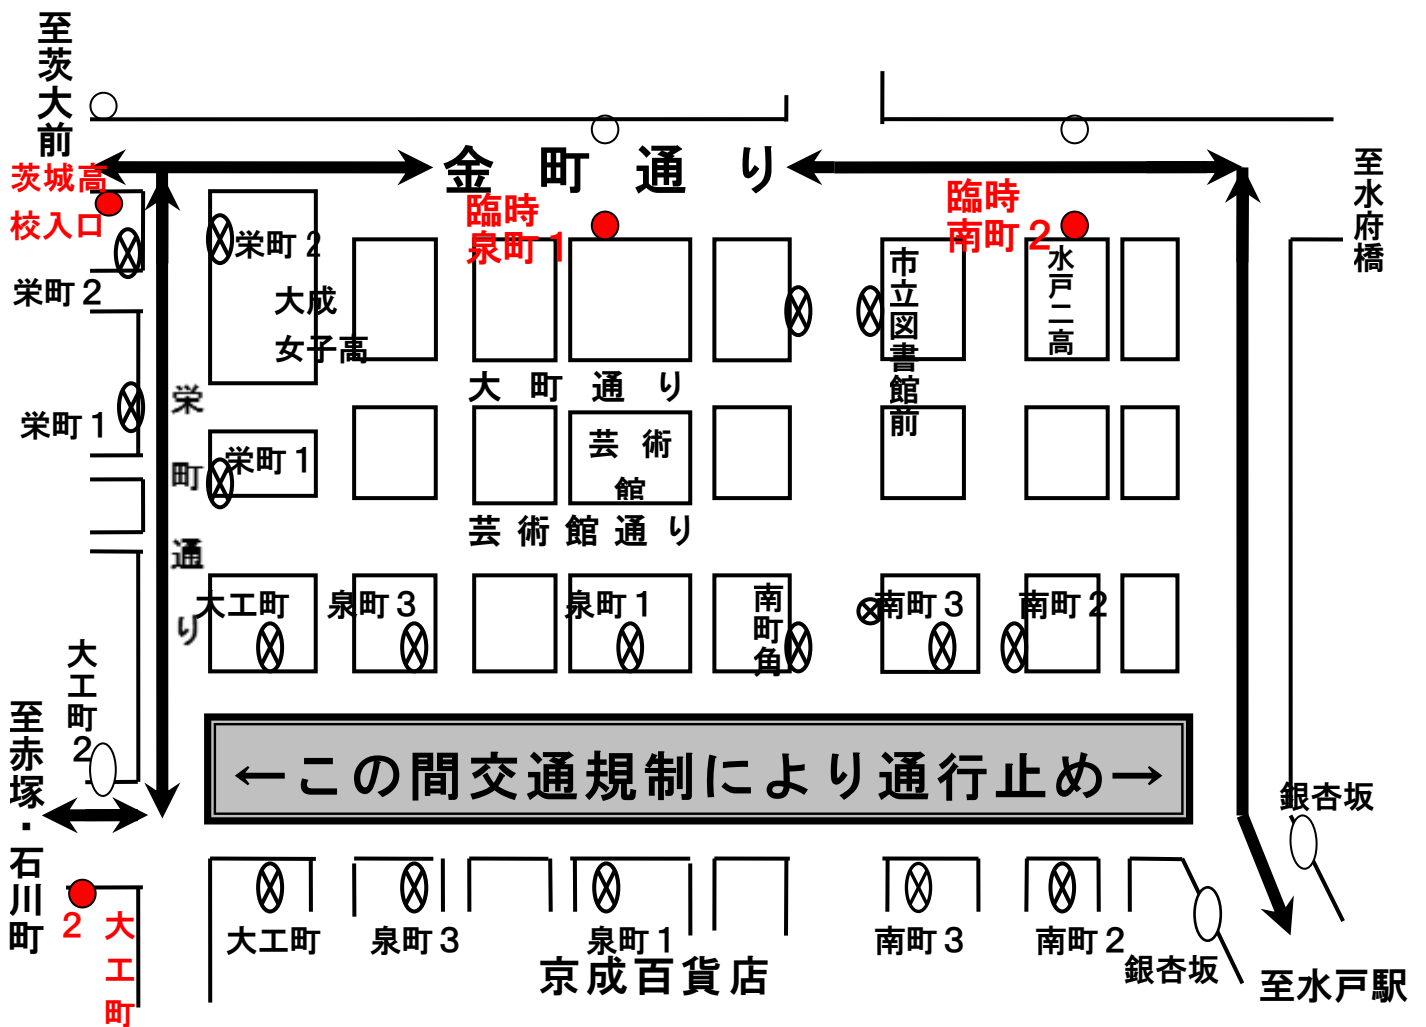 至茨大前
金町通り
至水府橋
茨城高
校入口
臨時
泉町１
臨時
南町２
栄町２
栄町２
大成
女子高
市立図書館前
水戸二高
大町通り
栄町通り
栄町１
栄町１
芸術
館
芸術館通り
大工町
泉町３
泉町１
南町角
南町３
南町２
大工町２
至赤塚・石川町
←この間交通規制により通行止め→
銀杏坂
２
大工町
大工町
泉町３
泉町１
南町３
南町２
銀杏坂
京成百貨店
至水戸駅